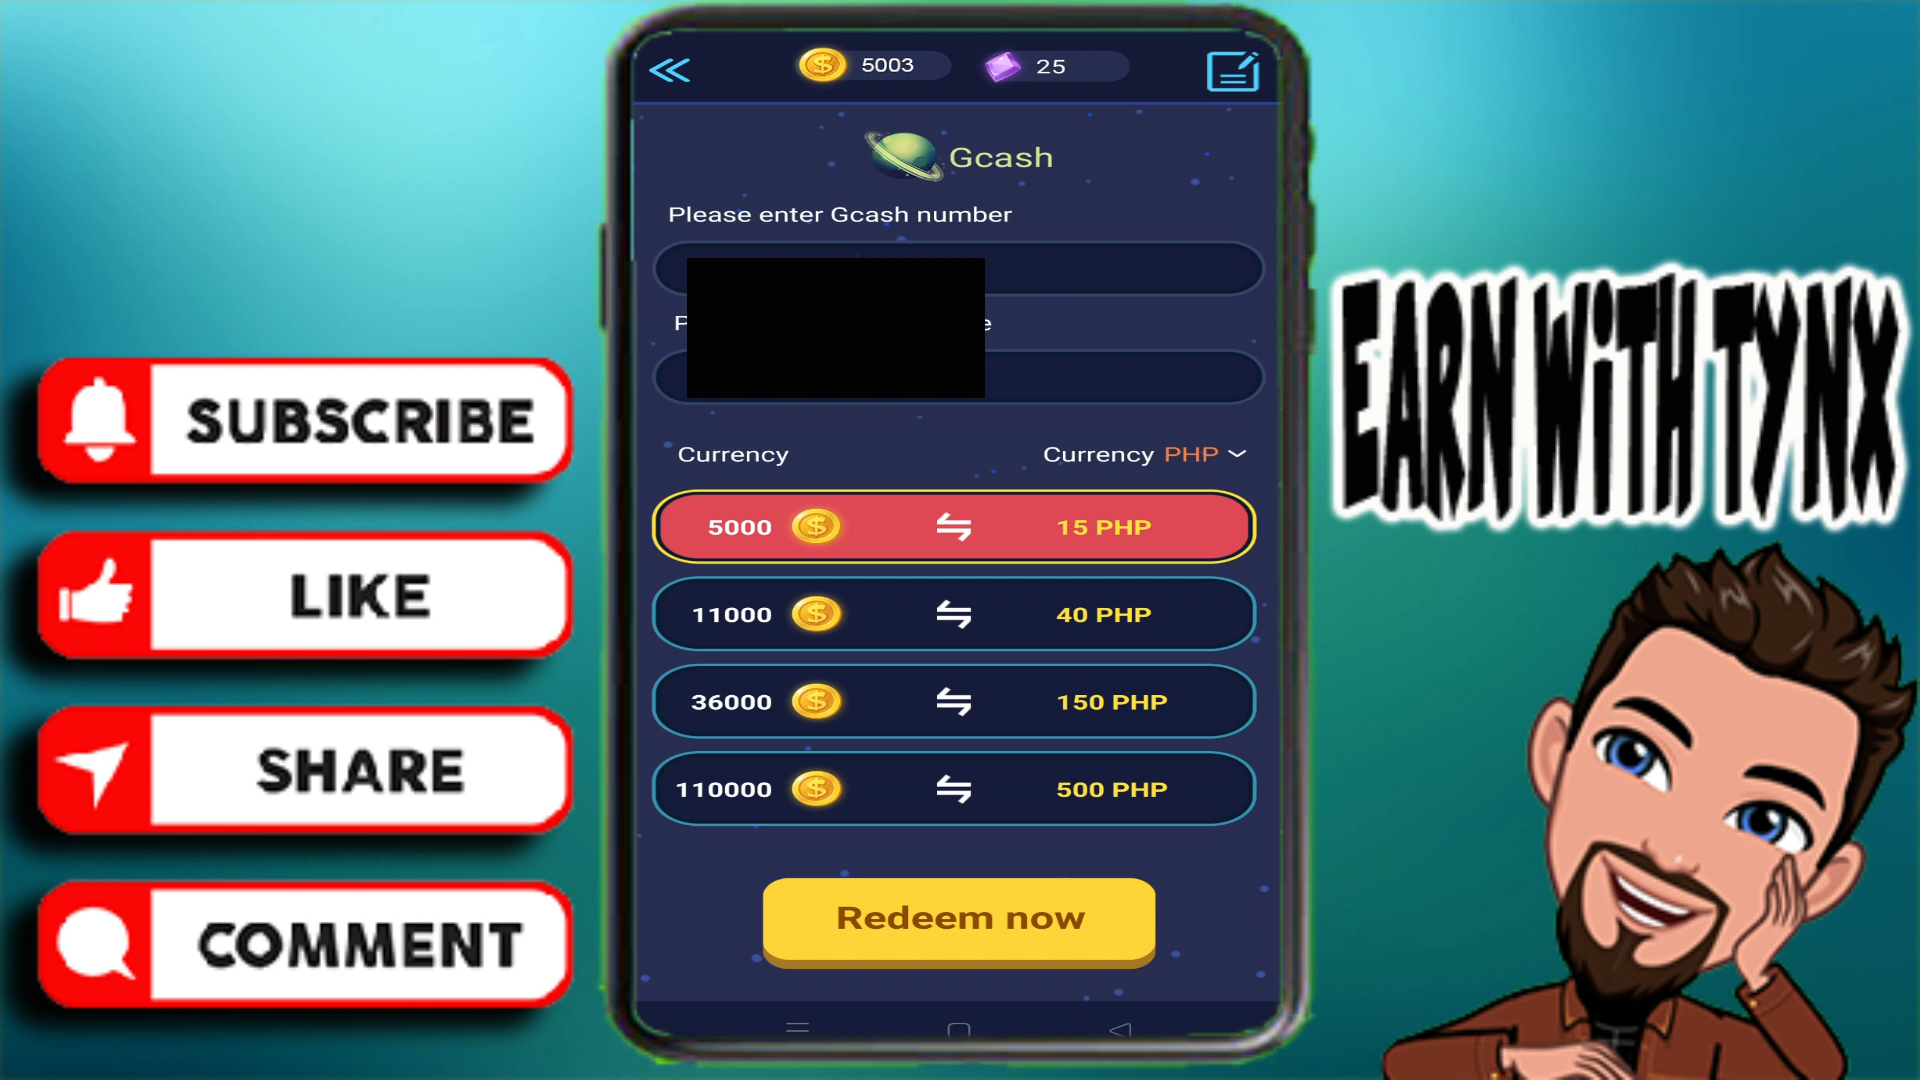 5003
25
Gcash
Please enter Gcash number
Currency
Currency PHP
5000 15 PHP
11000 40 PHP
36000 150 PHP
110000 500 PHP
Redeem now
SUBSCRIBE
LIKE
SHARE
COMMENT
EARN WiTH TYNX